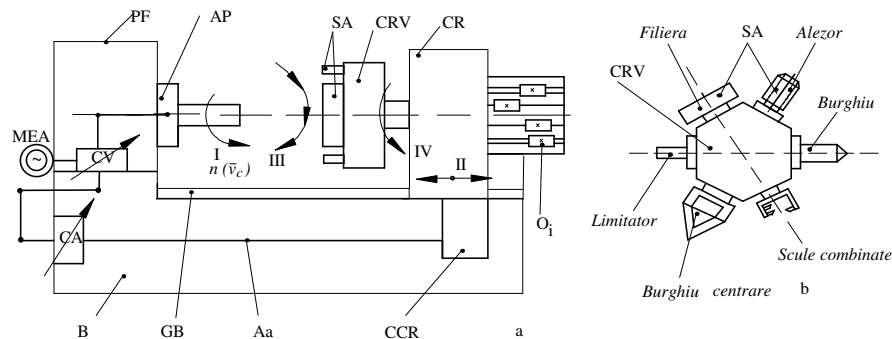 PF
AP
SA
CRV
CR
MEA
~
CV
I
n (v̄c)
III
IV
II
CA
Oi
B
GB
Aa
CCR
a
Filiera
SA
Alezor
CRV
Burghiu
Limitator
Scule combinate
Burghiu centrare
b